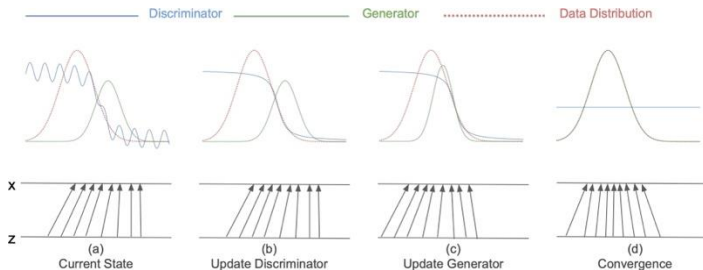 Discriminator Generator Data Distribution
X
Z
(a) (b) (c) (d)
Current State Update Discriminator Update Generator Convergence